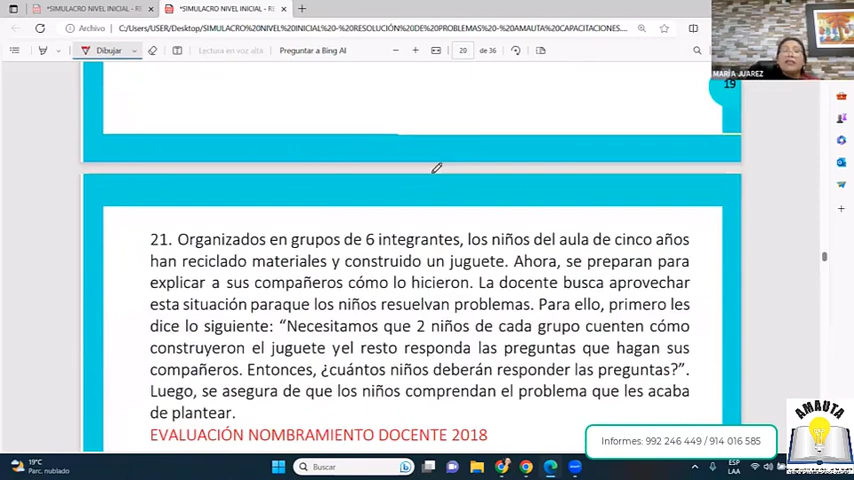 *SIMULACRO NIVEL INICIAL - RE
*SIMULACRO NIVEL INICIAL - R
Archivo
C:/Users/USER/Desktop/SIMULACRO%20NIVEL%20INICIAL%20-%20RESOLUCIÓN%20DE%20PROBLEMAS%20-%20AMAUTA%20CAPACITACIONES....
Dibujar
Lectura en voz alta
Preguntar a Bing AI
20
de 36
MARÍA JUAREZ
19
21. Organizados en grupos de 6 integrantes, los niños del aula de cinco años
han reciclado materiales y construido un juguete. Ahora, se preparan para
explicar a sus compañeros cómo lo hicieron. La docente busca aprovechar
esta situación paraque los niños resuelvan problemas. Para ello, primero les
dice lo siguiente: “Necesitamos que 2 niños de cada grupo cuenten cómo
construyeron el juguete yel resto responda las preguntas que hagan sus
compañeros. Entonces, ¿cuántos niños deberán responder las preguntas?”.
Luego, se asegura de que los niños comprendan el problema que les acaba
de plantear.
EVALUACIÓN NOMBRAMIENTO DOCENTE 2018
Informes: 992 246 449 / 914 016 585
AMAUTA
19°C
Parc. nublado
Buscar
ESP
LAA